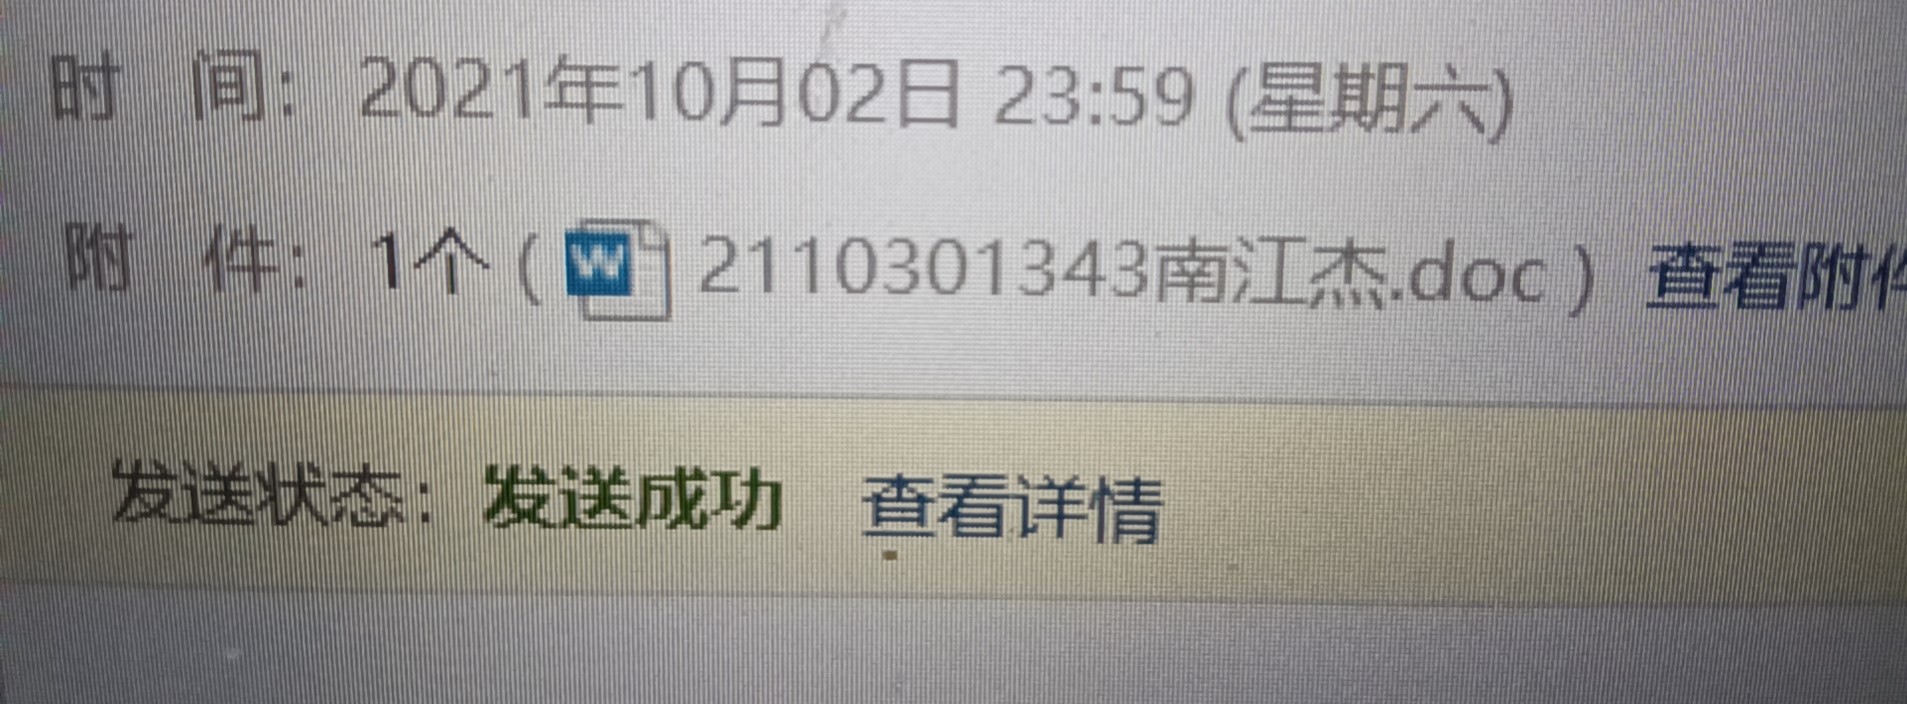 时 间： 2021年10月02日 23:59 (星期六)
附 件： 1个 ( 2110301343南江杰.doc ) 查看附件
发送状态： 发送成功 查看详情